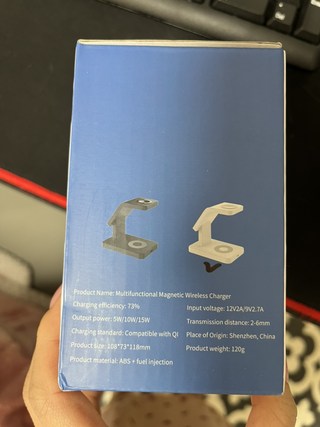 Product Name: Multifunctional Magnetic Wireless Charger
Charging efficiency: 73% Input voltage: 12V2A/9V2.7A
Output power: 5W/10W/15W Transmission distance: 2-6mm
Charging standard: Compatible with QI Place of Origin: Shenzhen, China
Product Size: 103*73*118mm Product weight: 120g
Product material: ABS + fuel injection